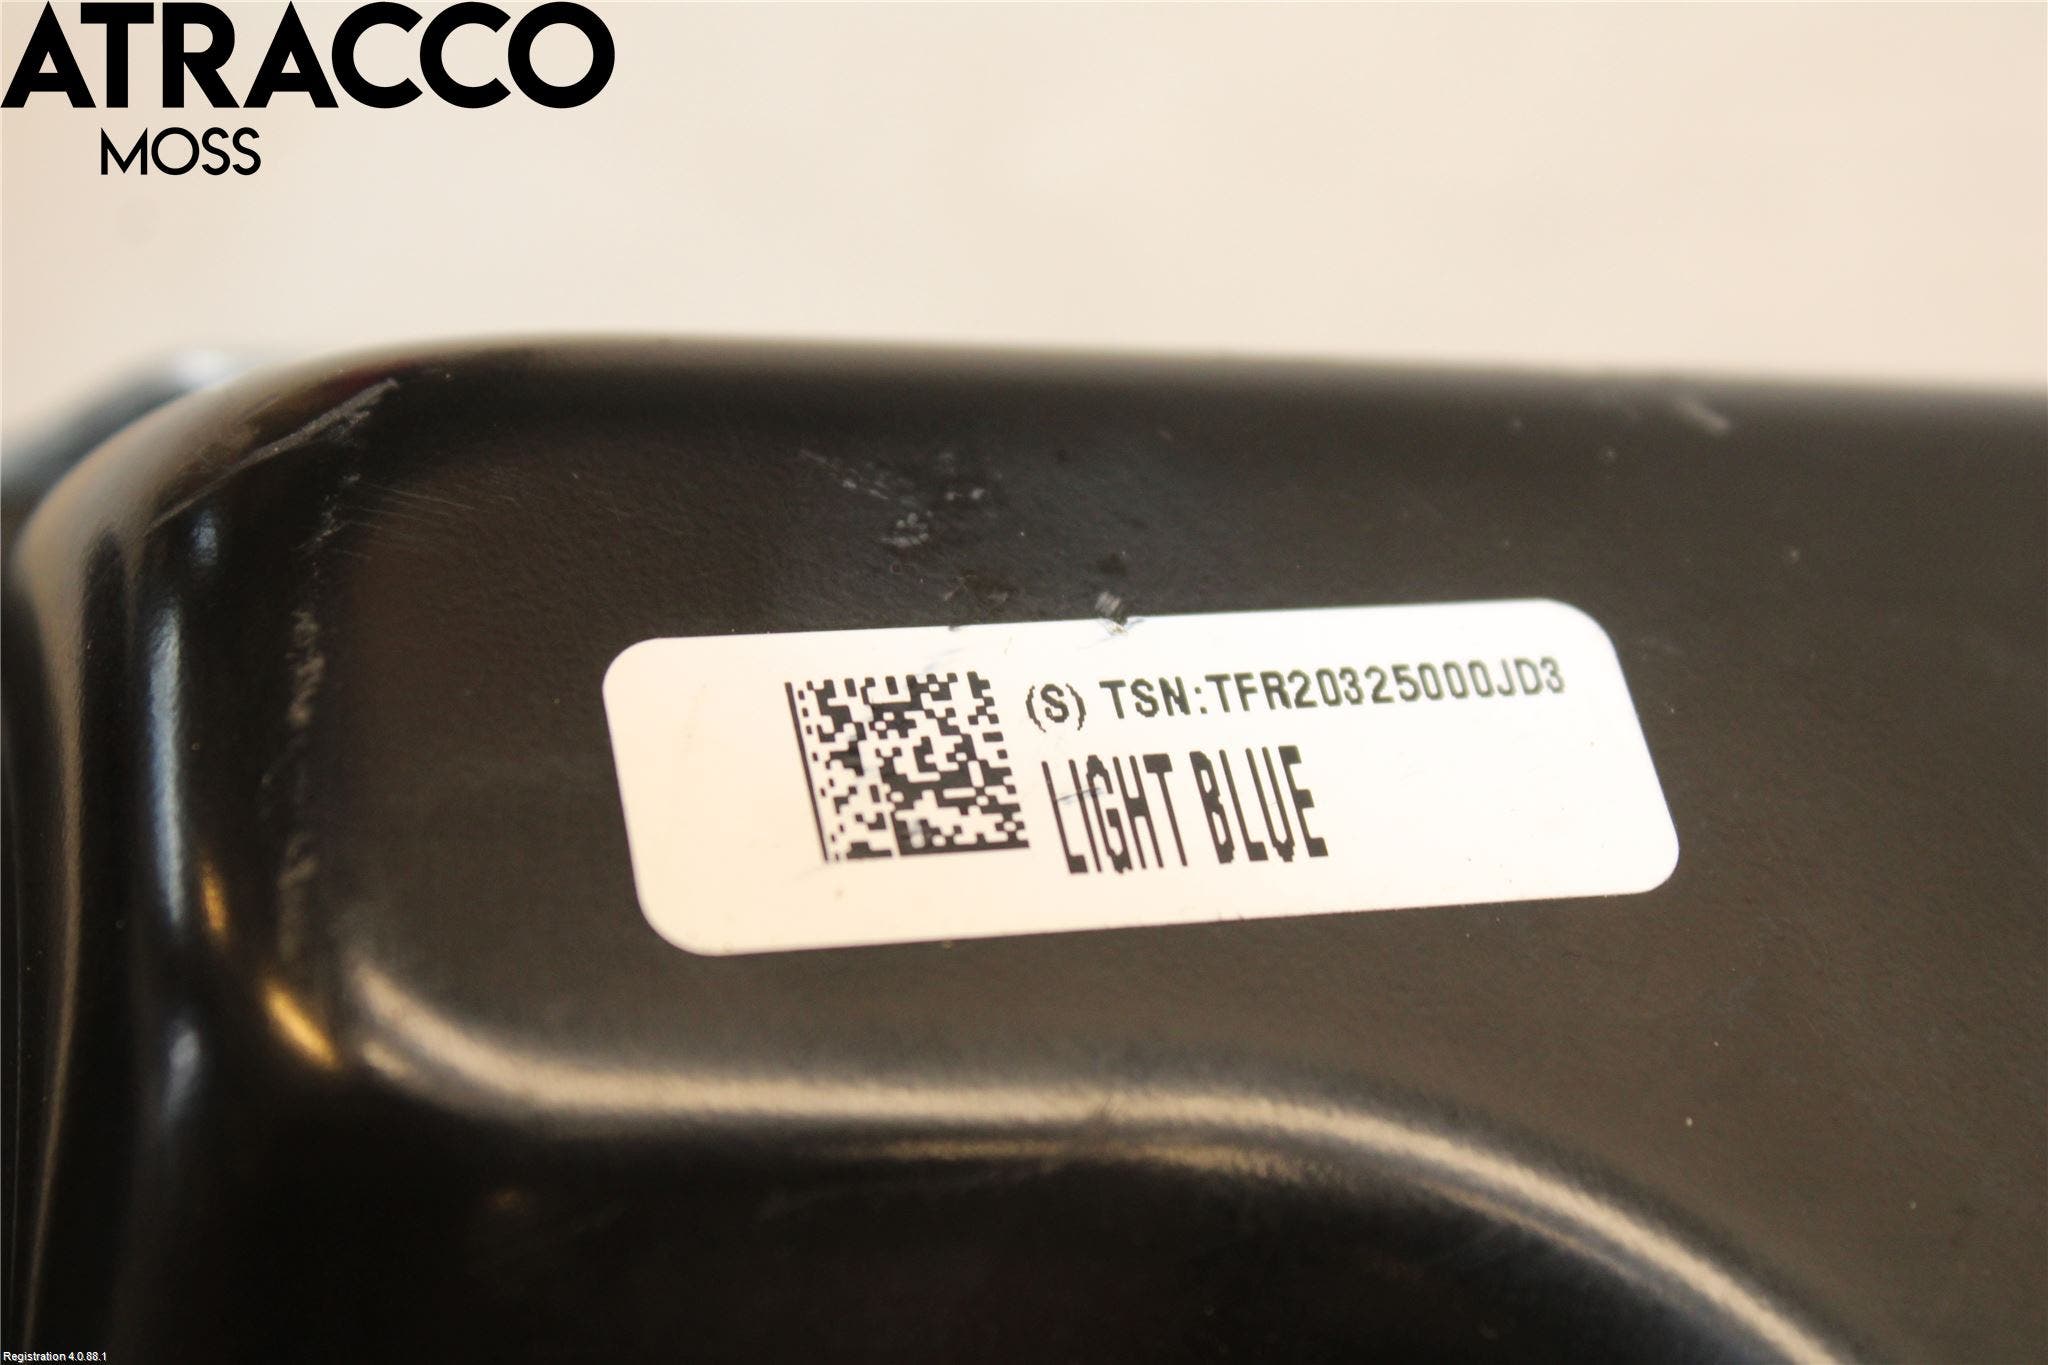 ATRACCO
MOSS
(S) TSN:TFR20325000JD3
LIGHT BLUE
Registration 4.0.88.1